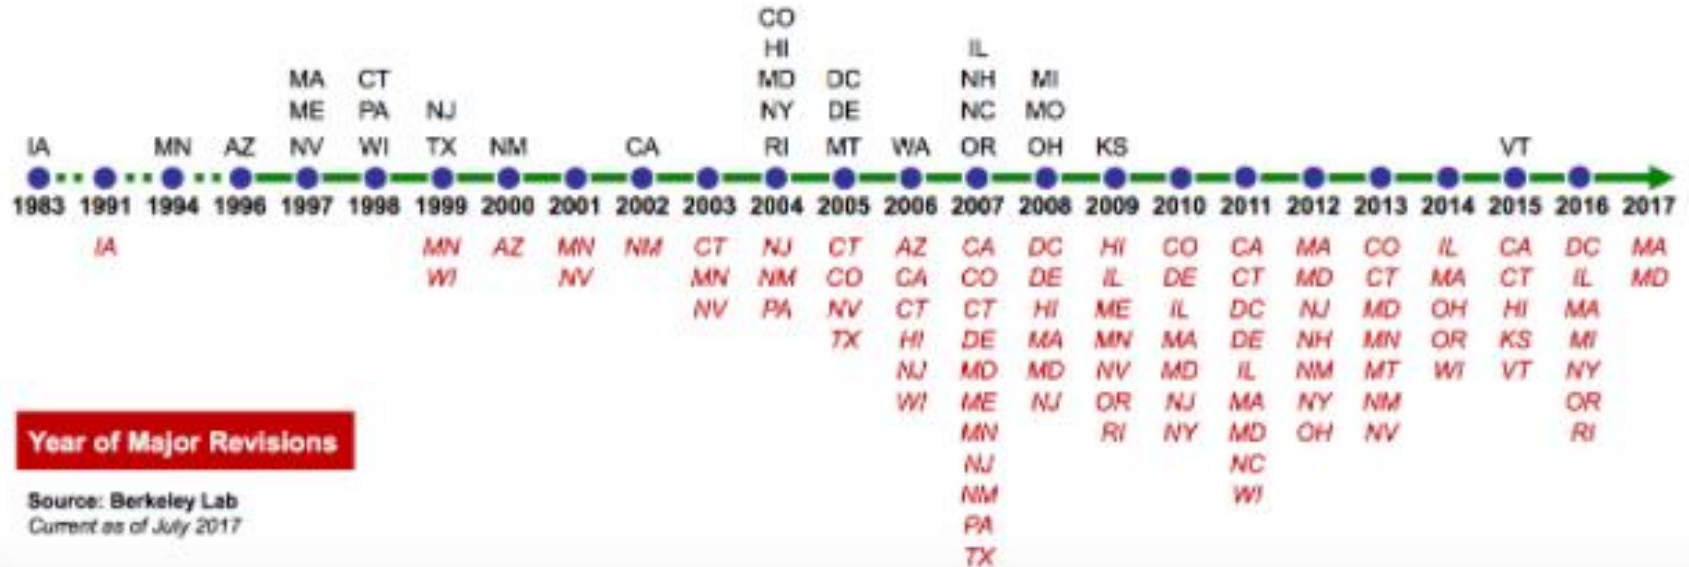 CO
HI IL
MA CT MD DC NH MI
ME PA NJ NY DE NC MO
IA MN AZ NV WI TX NM CA RI MT WA OR OH KS VT
1983 1991 1994 1996 1997 1998 1999 2000 2001 2002 2003 2004 2005 2006 2007 2008 2009 2010 2011 2012 2013 2014 2015 2016 2017
IA MN AZ MN NM CT NJ CT AZ CA DC HI CO CA MA CO IL CA DC MA
WI NV MN NM CO CA CO DE IL DE CT MD CT MA CT IL MD
NV PA NV CT CT HI ME IL DC NJ MD OH HI MA
TX HI DE MA MN MA DE NH MN OR KS MI
NJ MD MD NV MD IL NM MT WI VT NY
WI ME NJ OR NJ MA NY NM OR
MN RI NY MD OH NV RI
NJ NC
NM WI
PA
TX
Year of Major Revisions
Source: Berkeley Lab
Current as of July 2017